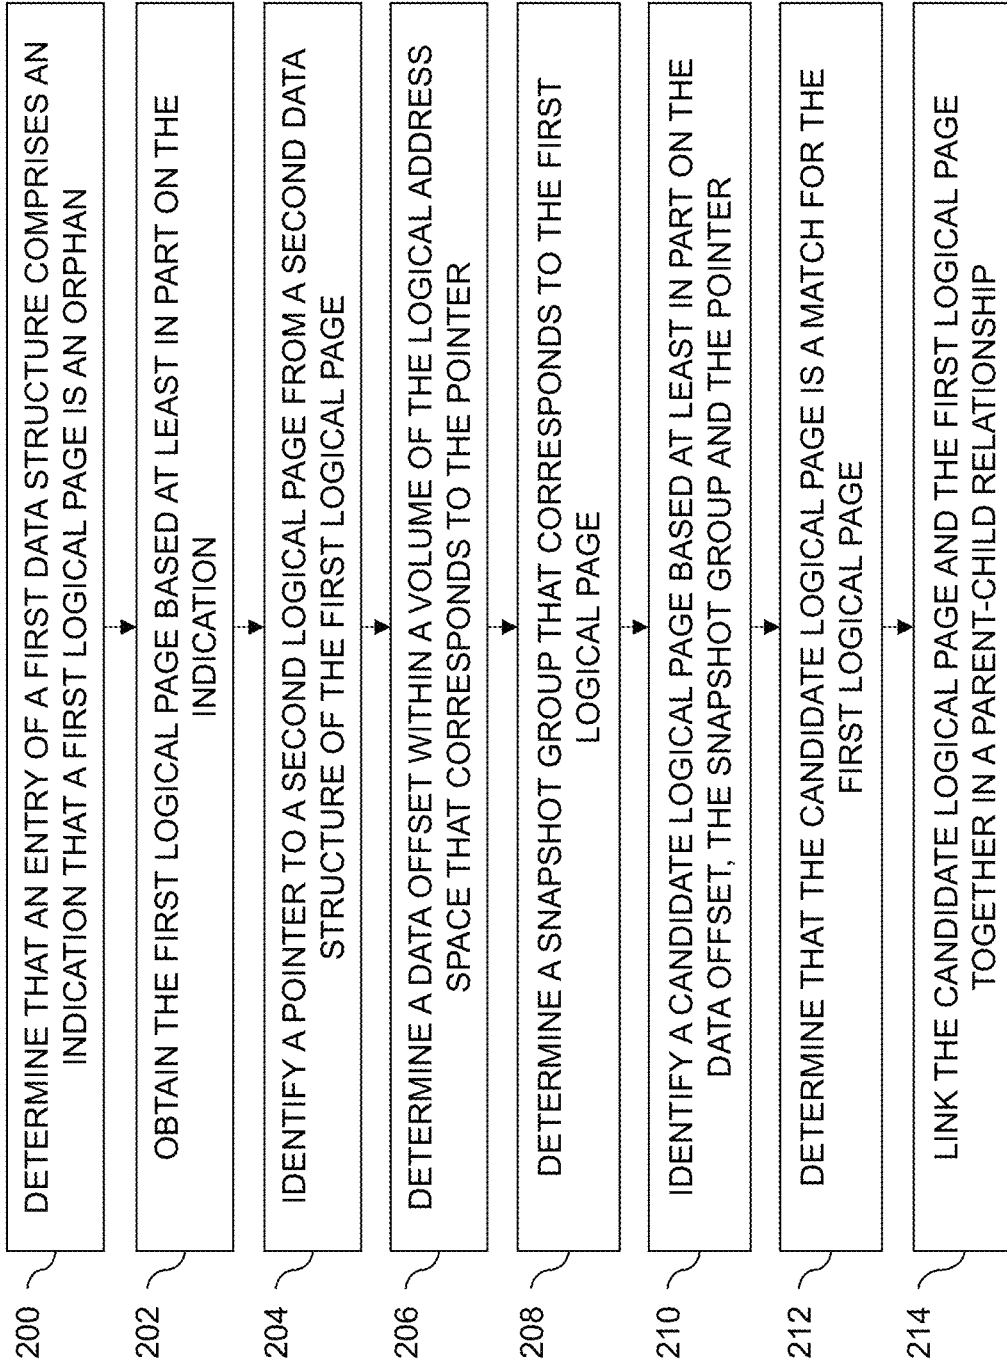 200
DETERMINE THAT AN ENTRY OF A FIRST DATA STRUCTURE COMPRISES AN
INDICATION THAT A FIRST LOGICAL PAGE IS AN ORPHAN
202
OBTAIN THE FIRST LOGICAL PAGE BASED AT LEAST IN PART ON THE
INDICATION
204
IDENTIFY A POINTER TO A SECOND LOGICAL PAGE FROM A SECOND DATA
STRUCTURE OF THE FIRST LOGICAL PAGE
206
DETERMINE A DATA OFFSET WITHIN A VOLUME OF THE LOGICAL ADDRESS
SPACE THAT CORRESPONDS TO THE POINTER
208
DETERMINE A SNAPSHOT GROUP THAT CORRESPONDS TO THE FIRST
LOGICAL PAGE
210
IDENTIFY A CANDIDATE LOGICAL PAGE BASED AT LEAST IN PART ON THE
DATA OFFSET, THE SNAPSHOT GROUP AND THE POINTER
212
DETERMINE THAT THE CANDIDATE LOGICAL PAGE IS A MATCH FOR THE
FIRST LOGICAL PAGE
214
LINK THE CANDIDATE LOGICAL PAGE AND THE FIRST LOGICAL PAGE
TOGETHER IN A PARENT-CHILD RELATIONSHIP